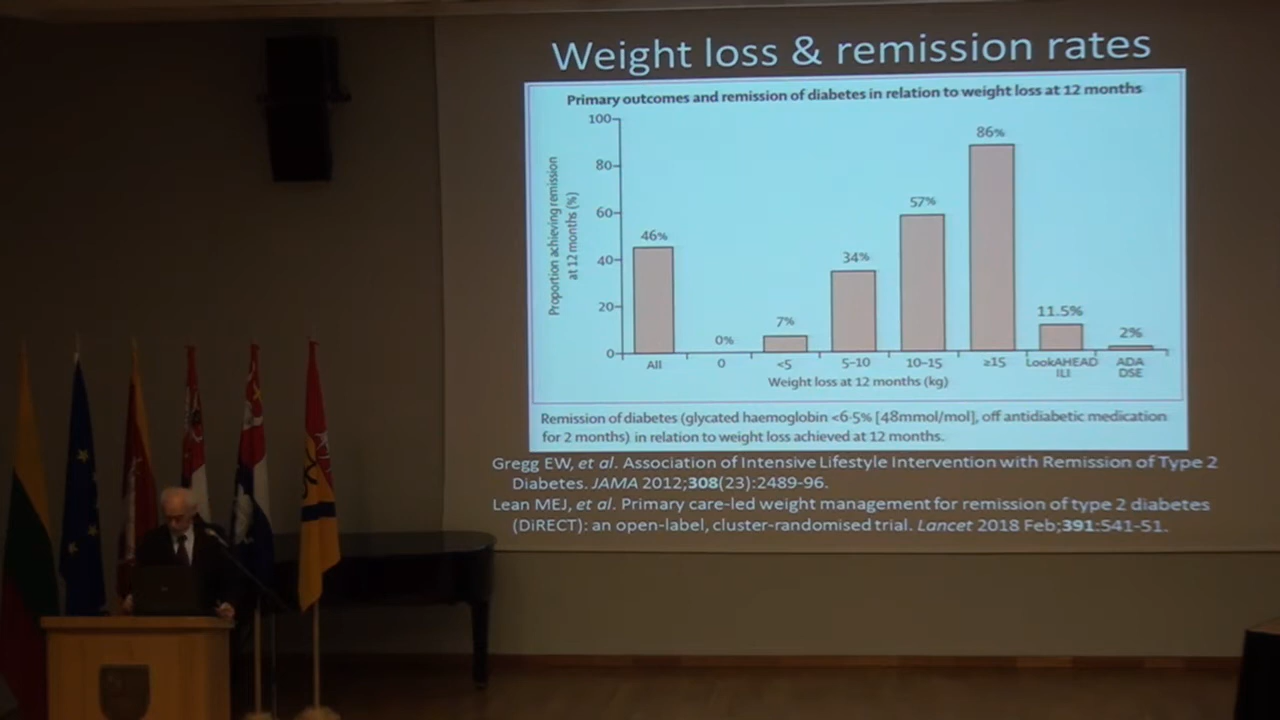 Weight loss & remission rates
Primary outcomes and remission of diabetes in relation to weight loss at 12 months
Proportion achieving remission
at 12 months (%)
100
80
60
40
20
0
46%
0%
7%
34%
57%
86%
11.5%
2%
All
0
<5
5–10
10–15
≥15
LookAHEAD
ILI
ADA
DSE
Weight loss at 12 months (kg)
Remission of diabetes (glycated haemoglobin <6·5% [48mmol/mol], off antidiabetic medication
for 2 months) in relation to weight loss achieved at 12 months.
Gregg EW, et al. Association of Intensive Lifestyle Intervention with Remission of Type 2
Diabetes. JAMA 2012;308(23):2489-96.
Lean MEJ, et al. Primary care-led weight management for remission of type 2 diabetes
(DiRECT): an open-label, cluster-randomised trial. Lancet 2018 Feb;391:541-51.